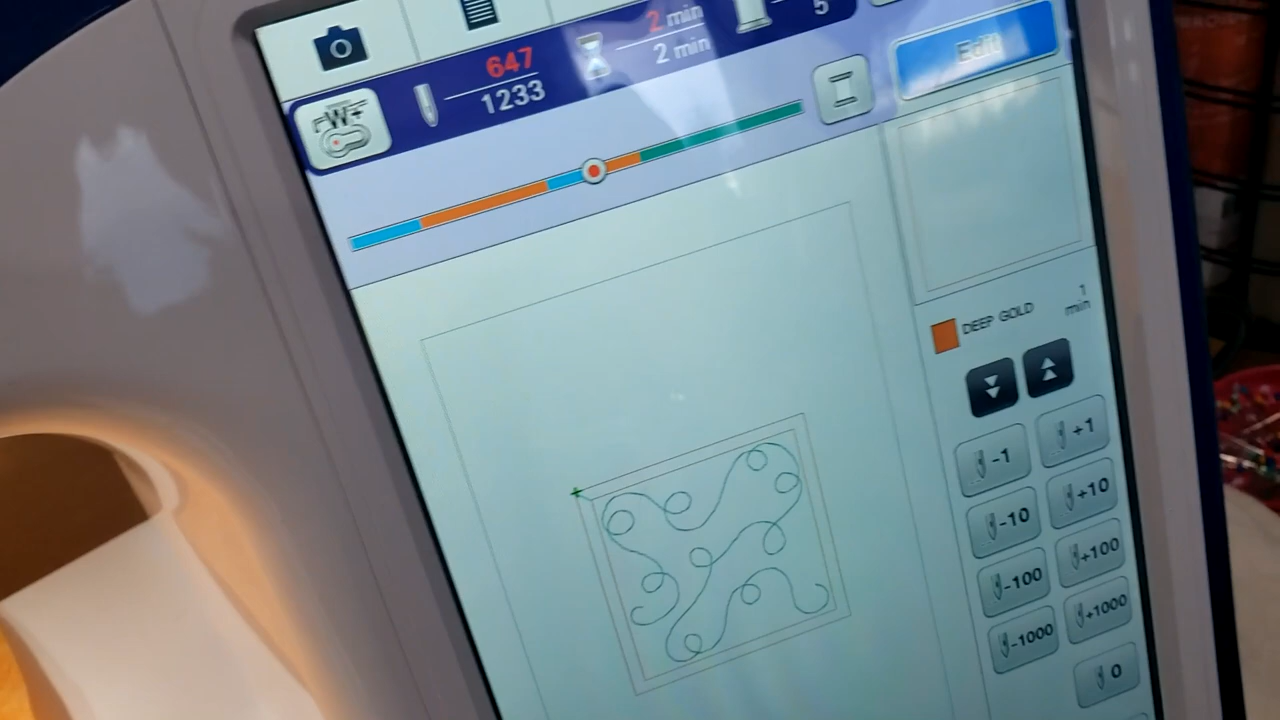 647
1233
2 min
2 min
5
Edit
W+
DEEP GOLD
1
min
-1
+1
-10
+10
-100
+100
-1000
+1000
0